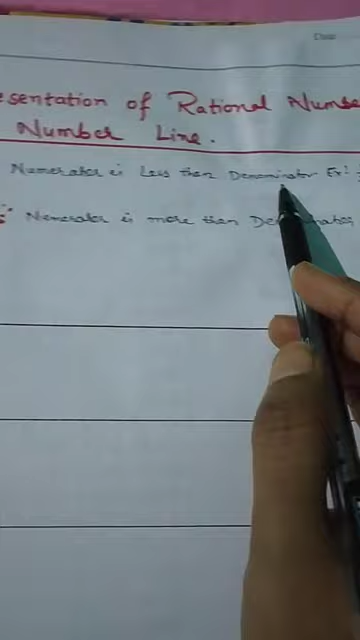 Date
esentation of Rational Numbe
Number Line.
Numerator is Less than Denominator Ex:
Numerator is more than